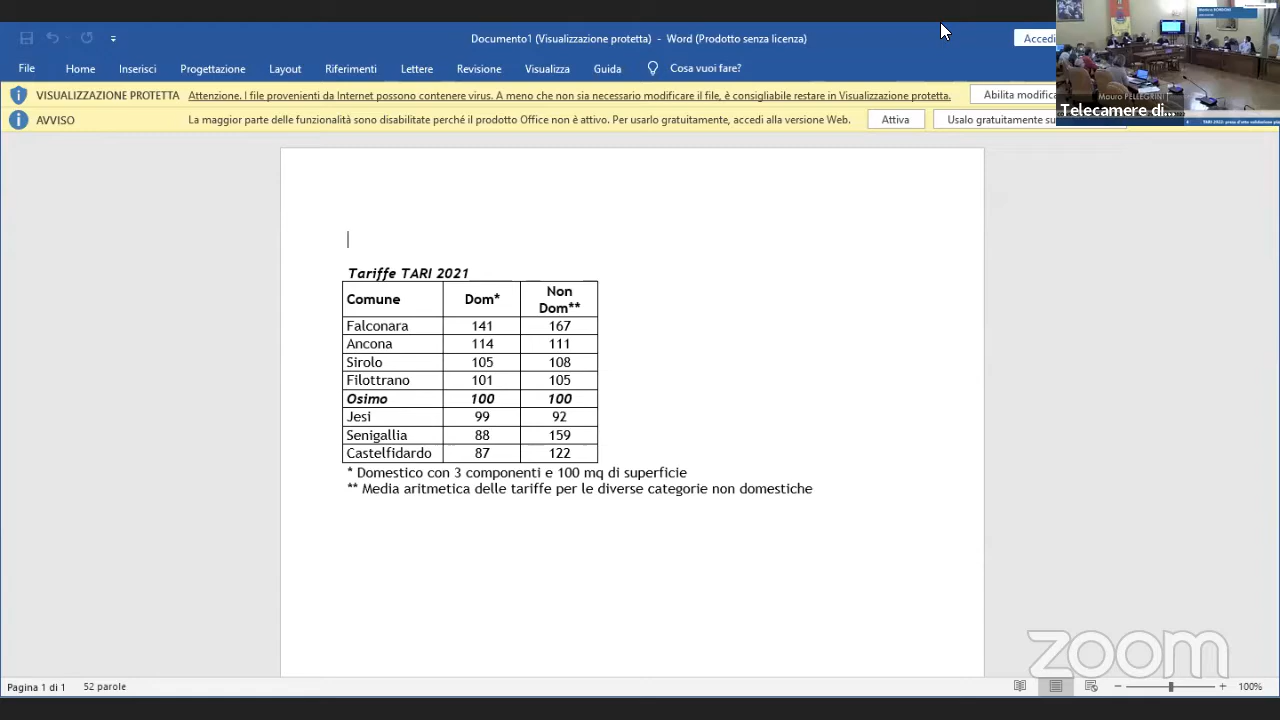 Documento1 (Visualizzazione protetta) - Word (Prodotto senza licenza)
Accedi
File Home Inserisci Progettazione Layout Riferimenti Lettere Revisione Visualizza Guida Cosa vuoi fare?
VISUALIZZAZIONE PROTETTA Attenzione. I file provenienti da Internet possono contenere virus. A meno che non sia necessario modificare il file, è consigliabile restare in Visualizzazione protetta. Abilita modifica
AVVISO La maggior parte delle funzionalità sono disabilitate perché il prodotto Office non è attivo. Per usarlo gratuitamente, accedi alla versione Web. Attiva Usalo gratuitamente su
Mauro PELLEGRINI
Telecamere di...
Tariffe TARI 2021
Comune Dom* Non Dom**
Falconara 141 167
Ancona 114 111
Sirolo 105 108
Filottrano 101 105
Osimo 100 100
Jesi 99 92
Senigallia 88 159
Castelfidardo 87 122
* Domestico con 3 componenti e 100 mq di superficie
** Media aritmetica delle tariffe per le diverse categorie non domestiche
zoom
Pagina 1 di 1 52 parole 100%